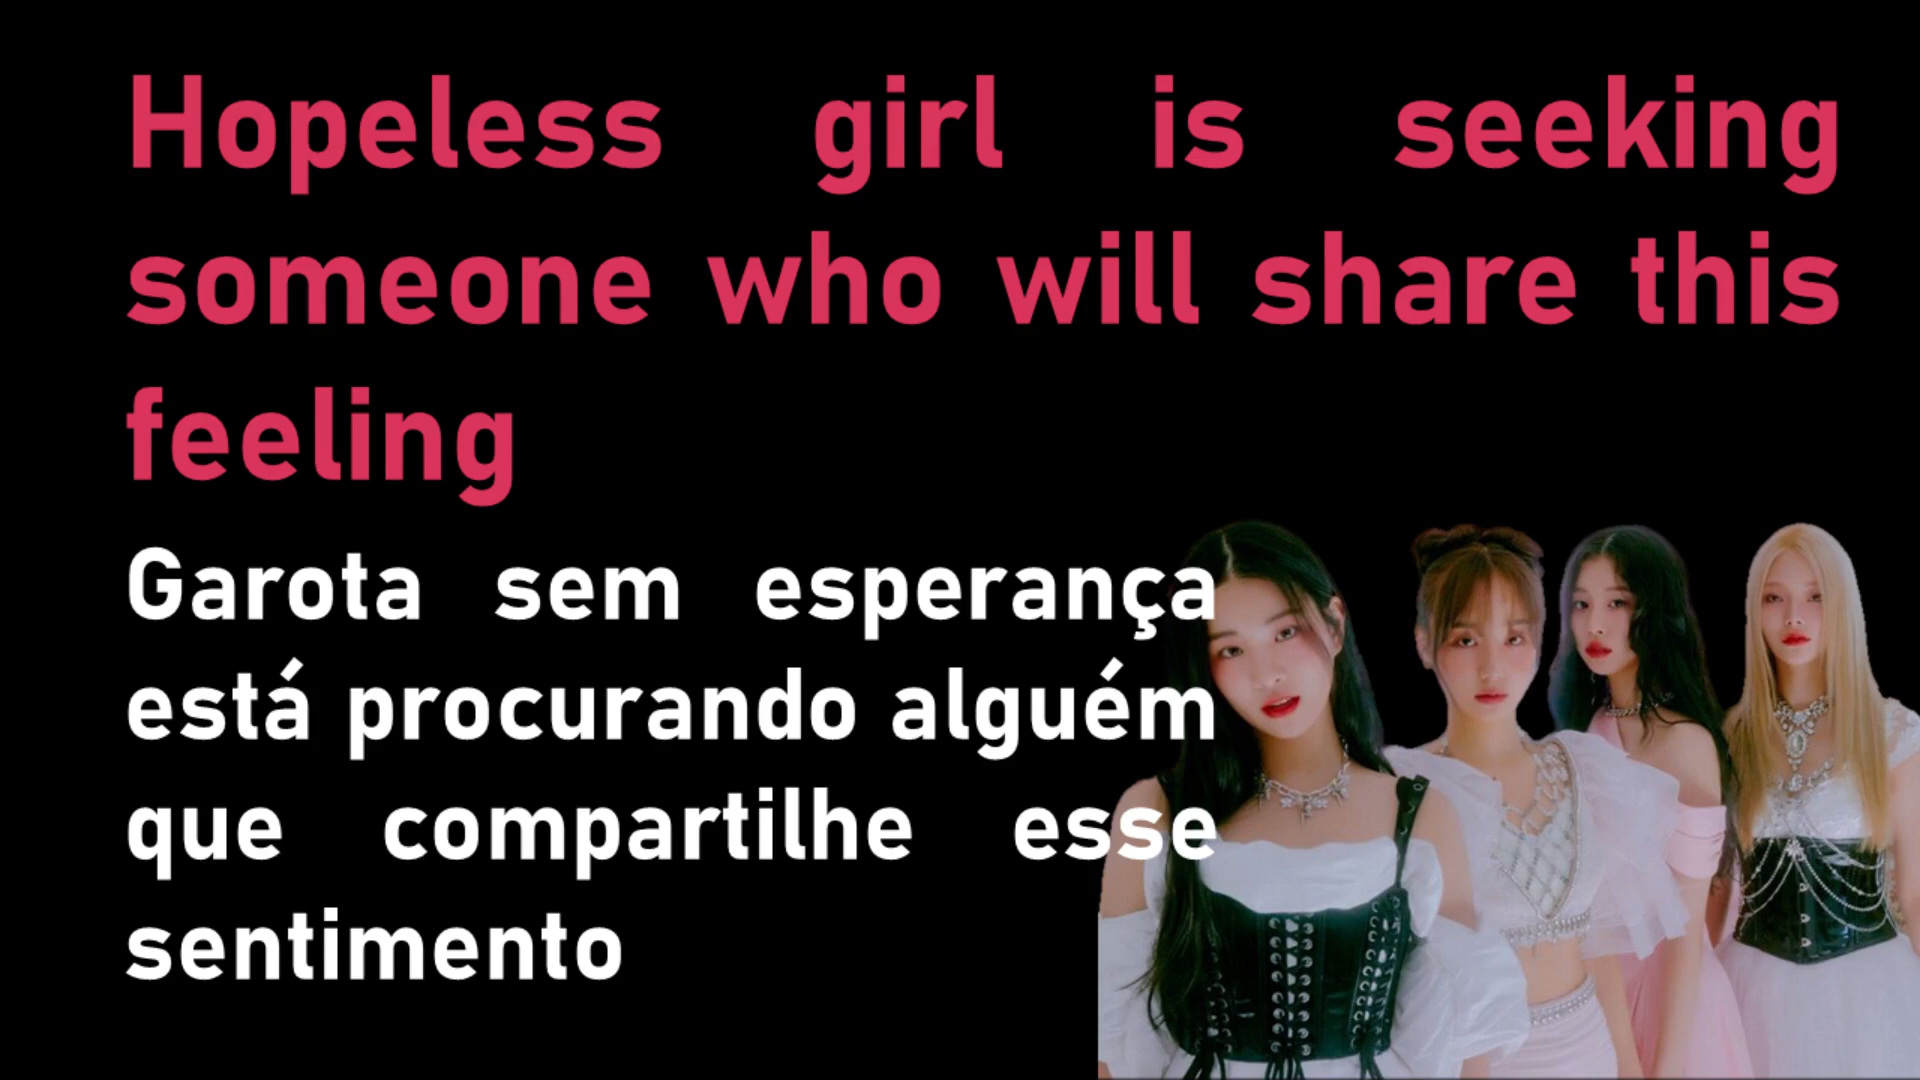 Hopeless girl is seeking
someone who will share this
feeling
Garota sem esperança
está procurando alguém
que compartilhe esse
sentimento